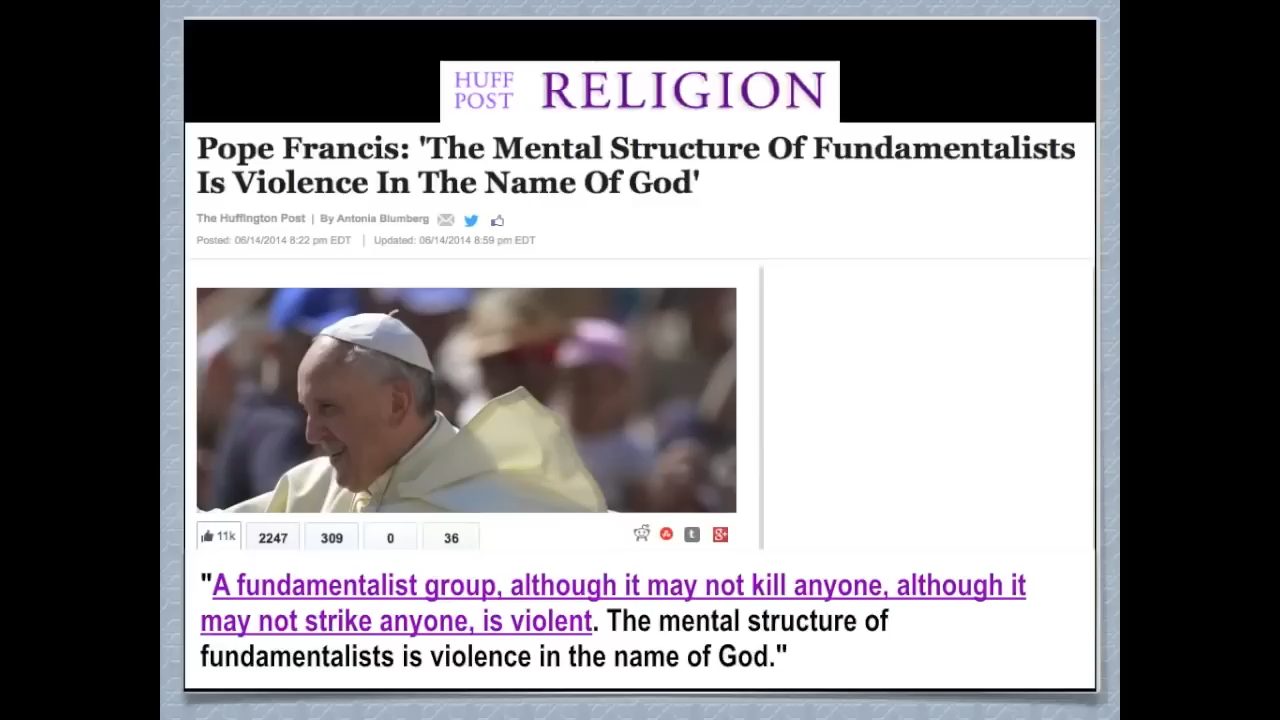 HUFF
POST
RELIGION
Pope Francis: 'The Mental Structure Of Fundamentalists
Is Violence In The Name Of God'
The Huffington Post | By Antonia Blumberg
Posted: 06/14/2014 8:22 pm EDT | Updated: 06/14/2014 8:59 pm EDT
11k 2247 309 0 36
"A fundamentalist group, although it may not kill anyone, although it
may not strike anyone, is violent. The mental structure of
fundamentalists is violence in the name of God."